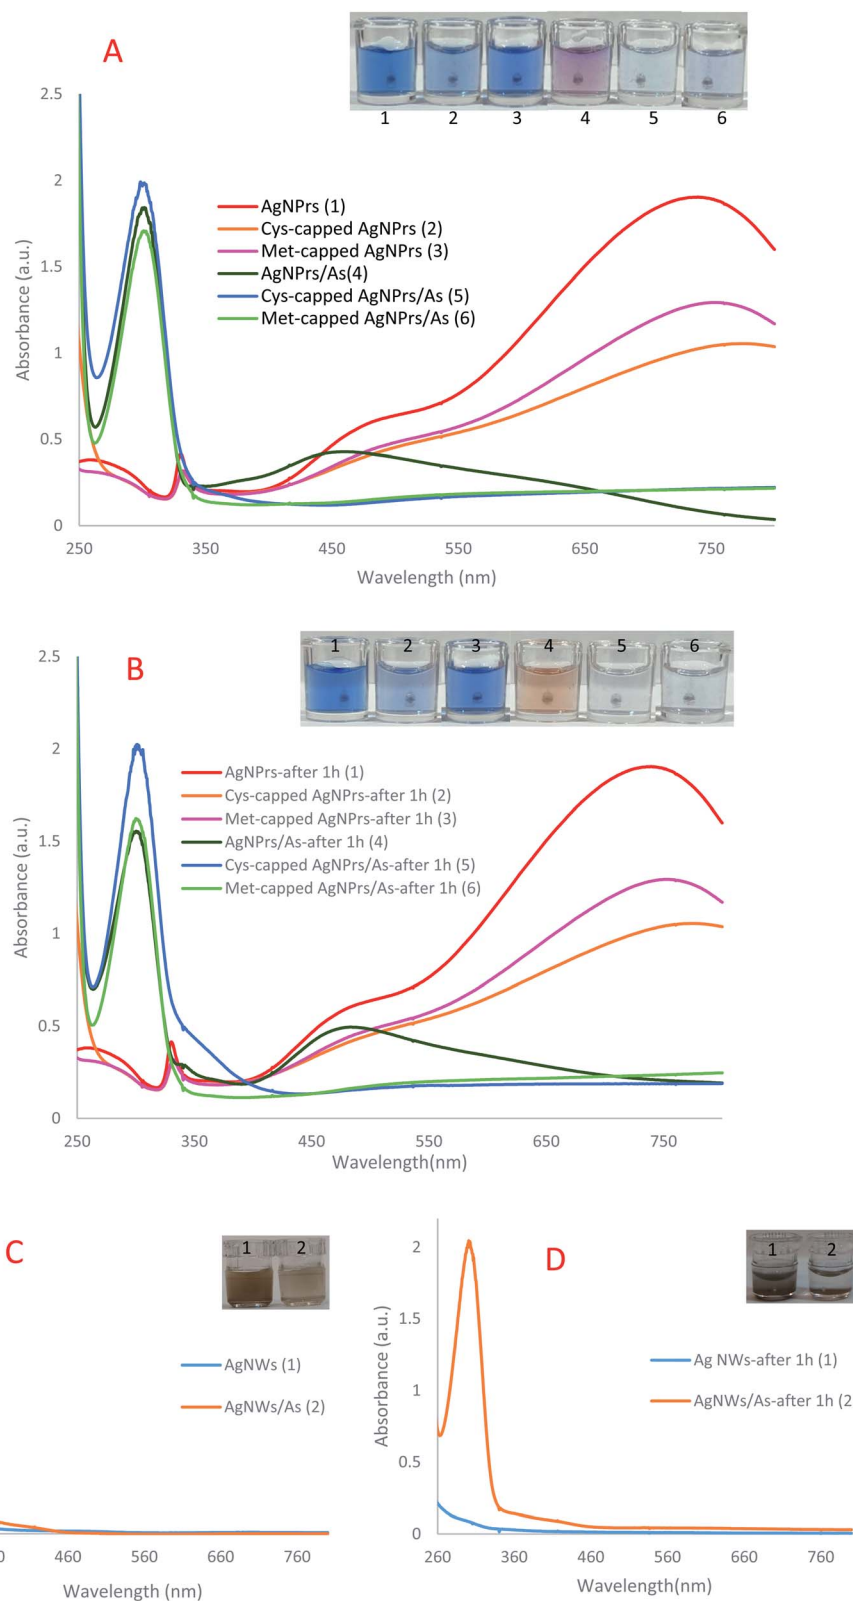 A
1 2 3 4 5 6
2.5
2
1.5
1
0.5
0
Absorbance (a.u.)
AgNPrs (1)
Cys-capped AgNPrs (2)
Met-capped AgNPrs (3)
AgNPrs/As(4)
Cys-capped AgNPrs/As (5)
Met-capped AgNPrs/As (6)
250 350 450 550 650 750
Wavelength (nm)
B
1 2 3 4 5 6
2.5
2
1.5
1
0.5
0
Absorbance (a.u.)
AgNPrs-after 1h (1)
Cys-capped AgNPrs-after 1h (2)
Met-capped AgNPrs-after 1h (3)
AgNPrs/As-after 1h (4)
Cys-capped AgNPrs/As-after 1h (5)
Met-capped AgNPrs/As-after 1h (6)
250 350 450 550 650 750
Wavelength(nm)
C
1 2
AgNWs (1)
AgNWs/As (2)
0 460 560 660 760
Wavelength (nm)
D
1 2
2
1.5
1
0.5
0
Absorbance (a.u.)
Ag NWs-after 1h (1)
AgNWs/As-after 1h (2
260 360 460 560 660 760
Wavelength(nm)